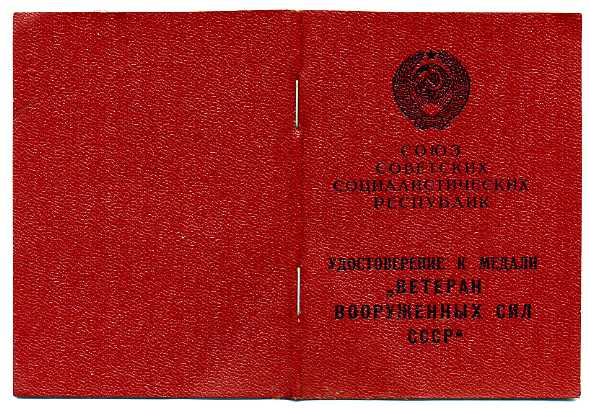 СОЮЗ
СОВЕТСКИХ
СОЦИАЛИСТИЧЕСКИХ
РЕСПУБЛИК
УДОСТОВЕРЕНИЕ К МЕДАЛИ
„ВЕТЕРАН
ВООРУЖЕННЫХ СИЛ
СССР“